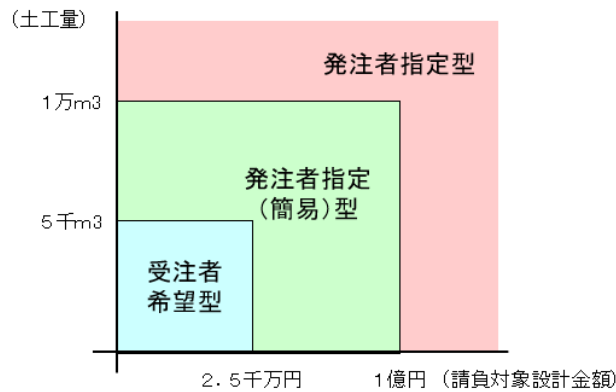 (土工量)
発注者指定型
1万m3
発注者指定
(簡易)型
5千m3
受注者
希望型
2.5千万円
1億円 (請負対象設計金額)